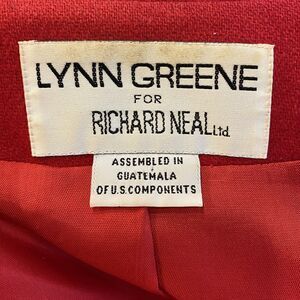 LYNN GREENE
FOR
RICHARD NEAL Ltd.
ASSEMBLED IN
GUATEMALA
OF U.S. COMPONENTS